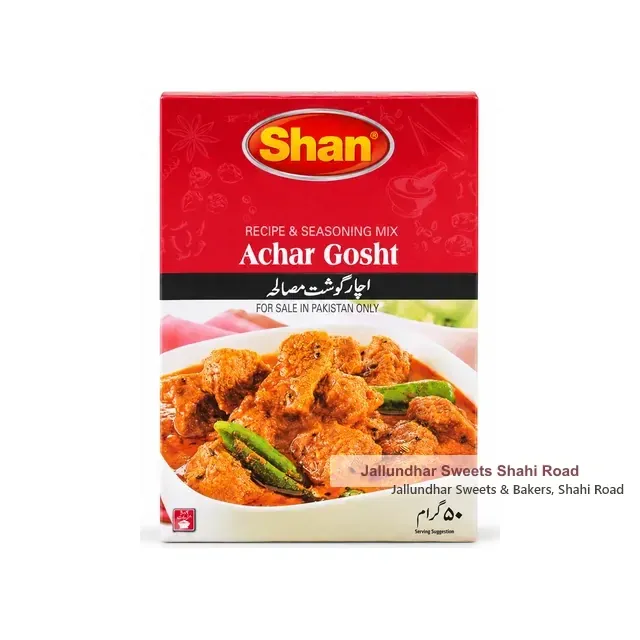 Shan®
RECIPE & SEASONING MIX
Achar Gosht
اچار گوشت مصالحہ
FOR SALE IN PAKISTAN ONLY
Jallundhar Sweets Shahi Road
Jallundhar Sweets & Bakers, Shahi Road
۵۰ گرام
Serving Suggestion